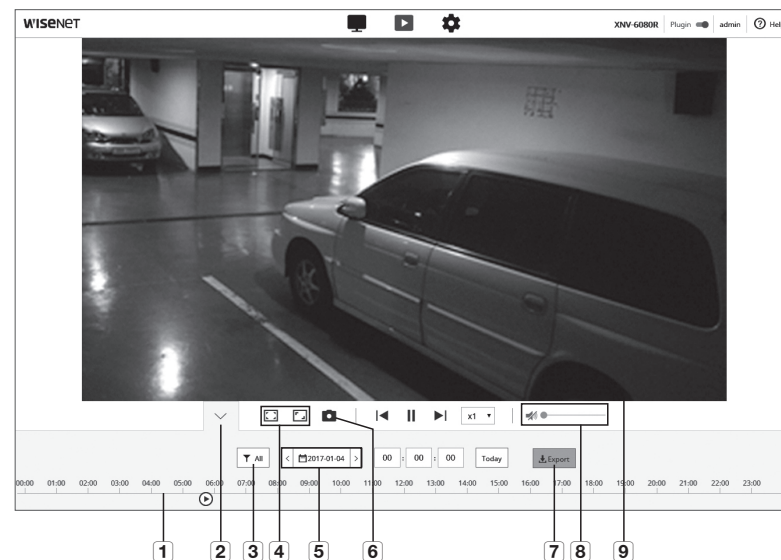 WISENET XNV-6080R Plugin admin ? Hel
x1
All < 2017-01-04 > 00 : 00 : 00 Today Export
00:00 01:00 02:00 03:00 04:00 05:00 06:00 07:00 08:00 09:00 10:00 11:00 12:00 13:00 14:00 15:00 16:00 17:00 18:00 19:00 20:00 21:00 22:00 23:00
1 2 3 4 5 6 7 8 9